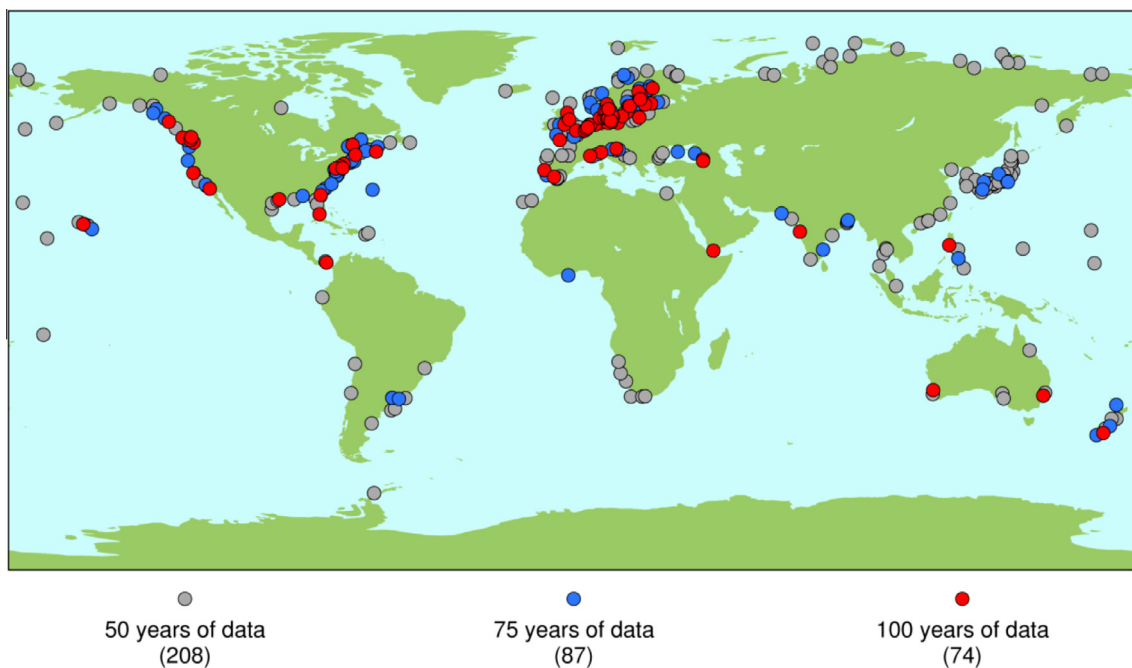 50 years of data
(208)
75 years of data
(87)
100 years of data
(74)